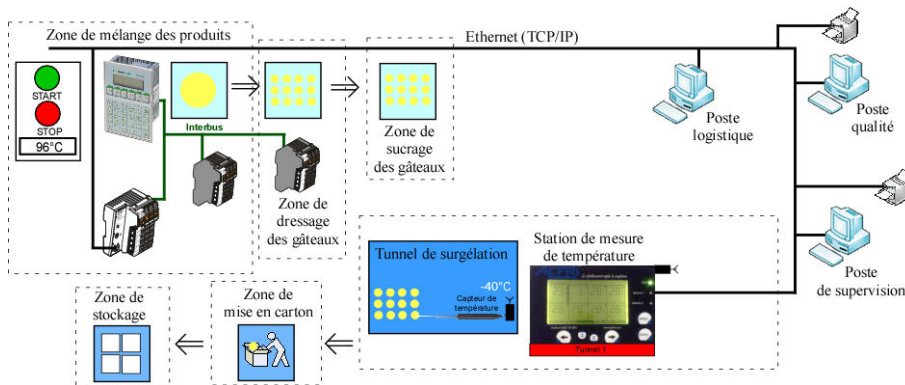 Zone de mélange des produits
Ethernet (TCP/IP)
START
STOP
96°C
Interbus
Zone de
dressage
des gâteaux
Zone de
sucrage
des gâteaux
Poste
logistique
Poste
qualité
Poste
de supervision
Tunnel de surgélation
-40°C
Capteur de
température
Station de mesure
de température
Tunnel 1
Zone de
mise en carton
Zone de
stockage